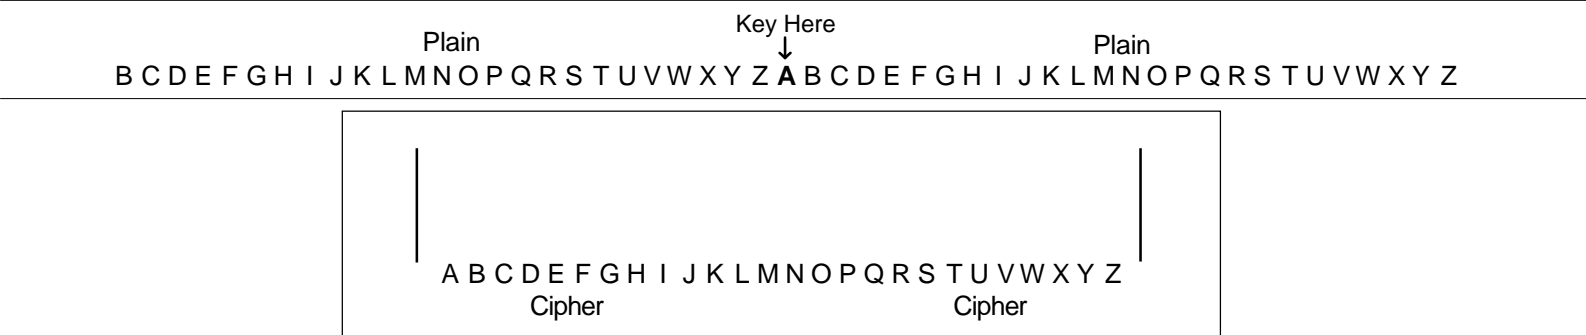 Key Here
Plain Plain
B C D E F G H I J K L M N O P Q R S T U V W X Y Z A B C D E F G H I J K L M N O P Q R S T U V W X Y Z
A B C D E F G H I J K L M N O P Q R S T U V W X Y Z
Cipher Cipher